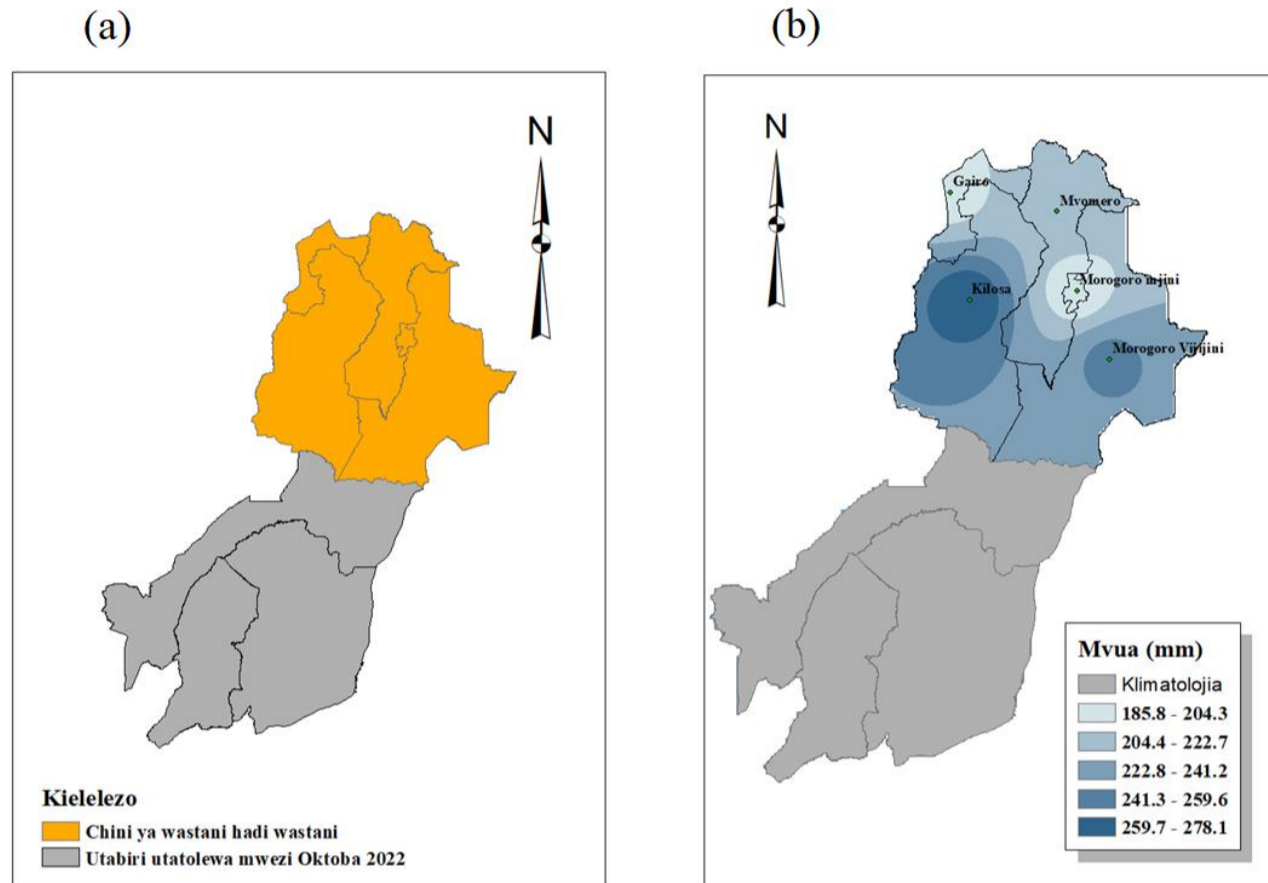 (a)
N
Kielelezo
Chini ya wastani hadi wastani
Utabiri utatolewa mwezi Oktoba 2022
(b)
N
Gairo
Mvomero
Morogoro mjini
Kilosa
Morogoro Vijijini
Mvua (mm)
Klimatolojia
185.8 - 204.3
204.4 - 222.7
222.8 - 241.2
241.3 - 259.6
259.7 - 278.1